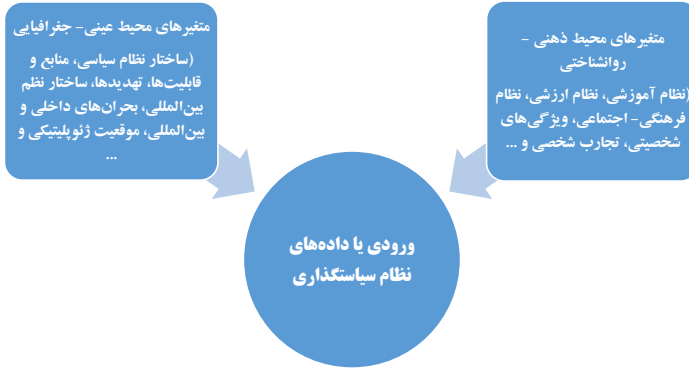 متغیرهای محیط ذهنی -
روانشناختی
(نظام آموزشی، نظام ارزشی، نظام
فرهنگی- اجتماعی، ویژگی‌های
شخصیتی، تجارب شخصی و ...
متغیرهای محیط عینی- جغرافیایی
(ساختار نظام سیاسی، منابع و
قابلیت‌ها، تهدیدها، ساختار نظم
بین‌المللی، بحران‌های داخلی و
بین‌المللی، موقعیت ژئوپلیتیکی و
...
ورودی یا داده‌های
نظام سیاستگذاری